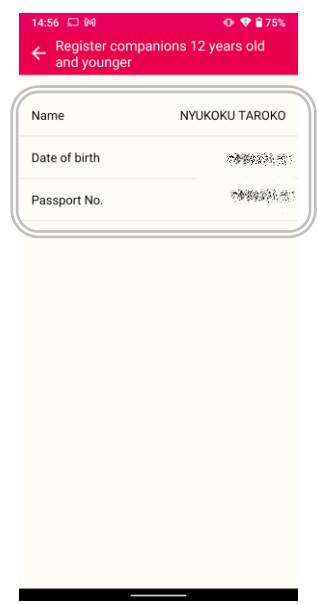 14:56 75%
Register companions 12 years old
and younger
Name NYUKOKU TAROKO
Date of birth
Passport No.